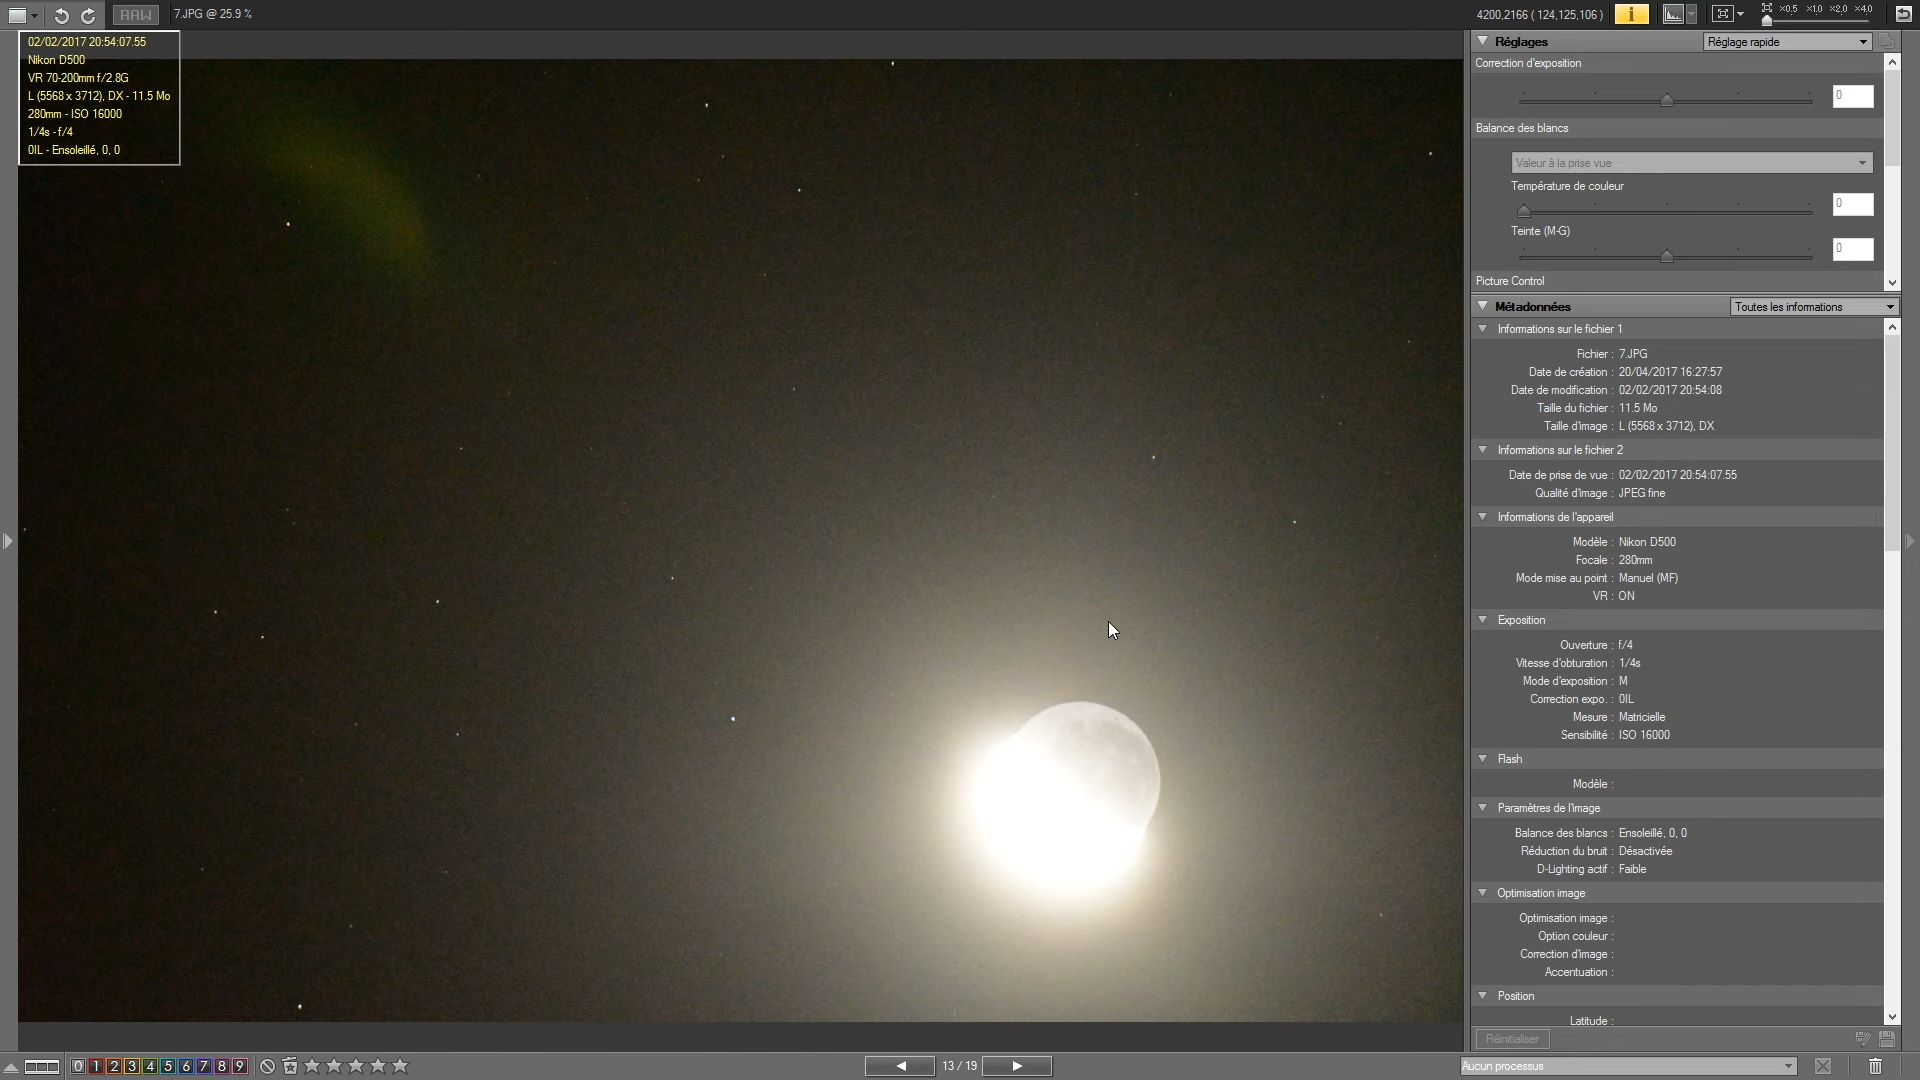 RAW
7.JPG @ 25.9 %
4200,2166 ( 124,125,106 )
i
×0,5 ×1,0 ×2,0 ×4,0
02/02/2017 20:54:07.55
Nikon D500
VR 70-200mm f/2.8G
L (5568 x 3712), DX - 11.5 Mo
280mm - ISO 16000
1/4s - f/4
0IL - Ensoleillé, 0, 0
Réglages
Réglage rapide
Correction d'exposition
0
Balance des blancs
Valeur à la prise vue
Température de couleur
0
Teinte (M-G)
0
Picture Control
Métadonnées
Toutes les informations
Informations sur le fichier 1
Fichier : 7.JPG
Date de création : 20/04/2017 16:27:57
Date de modification : 02/02/2017 20:54:08
Taille du fichier : 11.5 Mo
Taille d'image : L (5568 x 3712), DX
Informations sur le fichier 2
Date de prise de vue : 02/02/2017 20:54:07.55
Qualité d'image : JPEG fine
Informations de l'appareil
Modèle : Nikon D500
Focale : 280mm
Mode mise au point : Manuel (MF)
VR : ON
Exposition
Ouverture : f/4
Vitesse d'obturation : 1/4s
Mode d'exposition : M
Correction expo. : 0IL
Mesure : Matricielle
Sensibilité : ISO 16000
Flash
Modèle :
Paramètres de l'image
Balance des blancs : Ensoleillé, 0, 0
Réduction du bruit : Désactivée
D-Lighting actif : Faible
Optimisation image
Optimisation image :
Option couleur :
Correction d'image :
Accentuation :
Position
Latitude :
Réinitialiser
0 1 2 3 4 5 6 7 8 9
13 / 19
Aucun processus